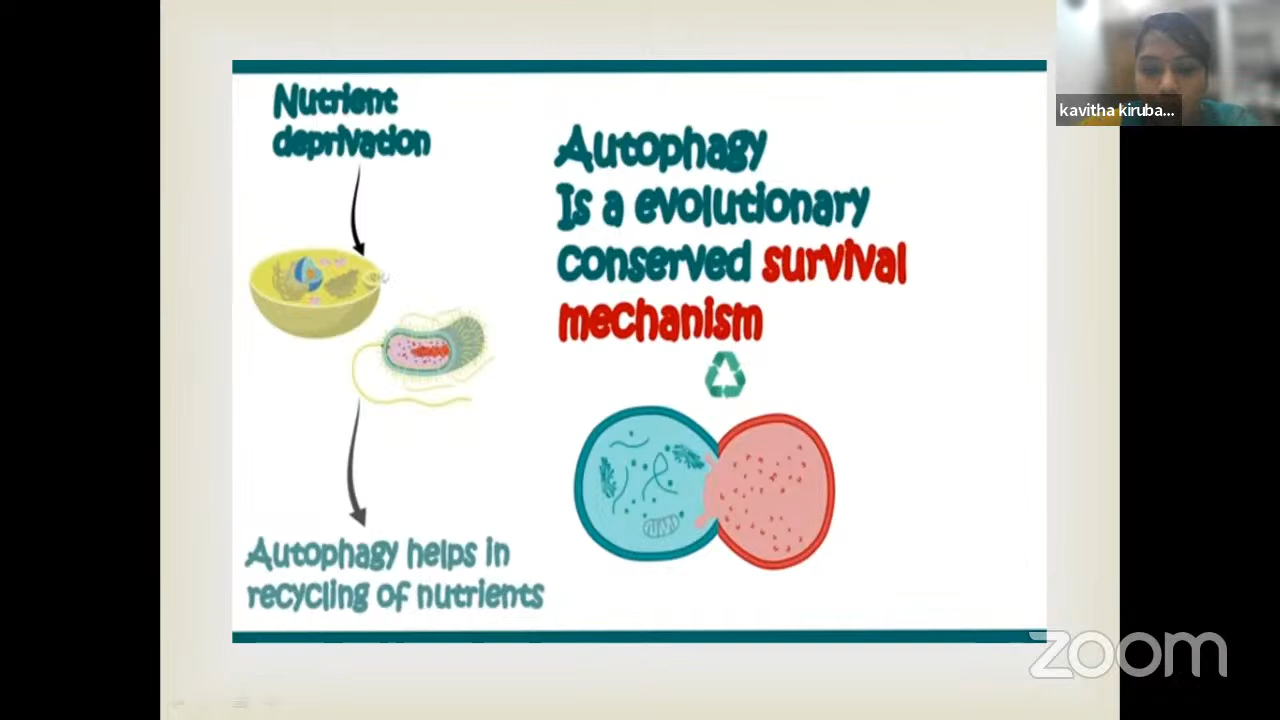 Nutrient
deprivation
Autophagy helps in
recycling of nutrients
Autophagy
Is a evolutionary
conserved survival
mechanism
kavitha kiruba...
zoom